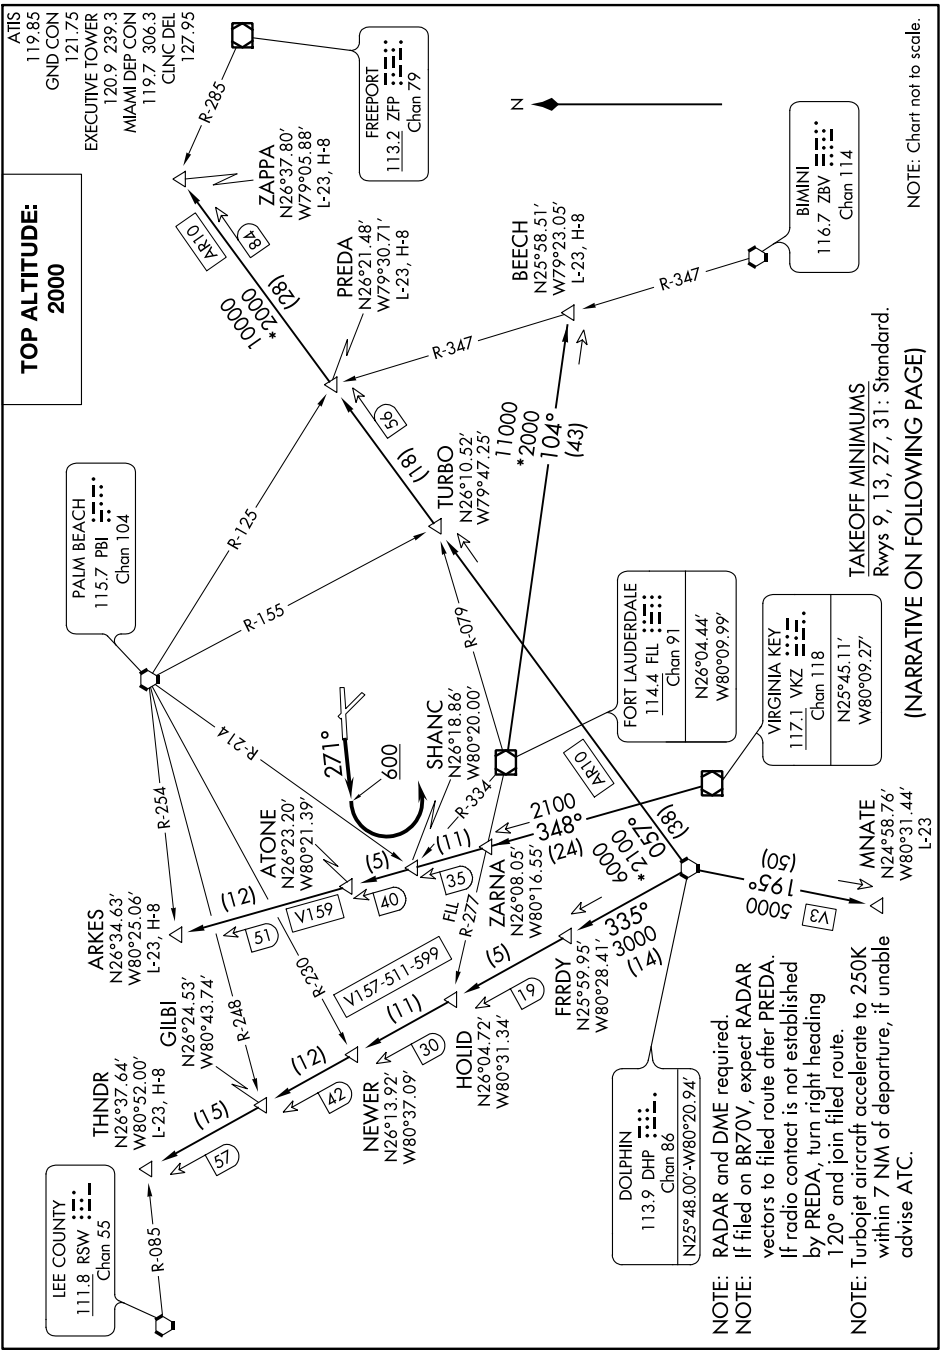 ATIS
119.85
GND CON
121.75
EXECUTIVE TOWER
120.9 239.3
MIAMI DEP CON
119.7 306.3
CLNC DEL
127.95
TOP ALTITUDE:
2000
FREEPORT
113.2 ZFP
Chan 79
R-285
ZAPPA
N26°37.80'
W79°05.88'
L-23, H-8
AR10
84
10000
*2000
(28)
PREDA
N26°21.48'
W79°30.71'
L-23, H-8
N
BEECH
N25°58.51'
W79°23.05'
L-23, H-8
BIMINI
116.7 ZBV
Chan 114
R-347
R-347
NOTE: Chart not to scale.
56
(18)
TURBO
N26°10.52'
W79°47.25'
11000
*2000
104°
(43)
PALM BEACH
115.7 PBI
Chan 104
R-125
R-155
R-079
R-214
R-254
R-248
R-230
271°
600
SHANC
N26°18.86'
W80°20.00'
R-334
FORT LAUDERDALE
114.4 FLL
Chan 91
N26°04.44'
W80°09.99'
VIRGINIA KEY
117.1 VKZ
Chan 118
N25°45.11'
W80°09.27'
TAKEOFF MINIMUMS
Rwys 9, 13, 27, 31: Standard.
(NARRATIVE ON FOLLOWING PAGE)
ARKES
N26°34.63'
W80°25.06'
L-23, H-8
(12)
V159
51
ATONE
N26°23.20'
W80°21.39'
(5)
40
(11)
35
2100
348°
(24)
ZARNA
N26°08.05'
W80°16.55'
FLL
R-277
AR10
6000
*2100
057°
(38)
THNDR
N26°37.64'
W80°52.00'
L-23, H-8
GILBI
N26°24.53'
W80°43.74'
(15)
57
(12)
42
V157-511-599
(11)
30
NEWER
N26°13.92'
W80°37.09'
HOLID
N26°04.72'
W80°31.34'
(5)
19
FRRDY
N25°59.95'
W80°28.41'
335°
3000
(14)
5000
195°
(50)
V3
MNATE
N24°58.76'
W80°31.44'
L-23
LEE COUNTY
111.8 RSW
Chan 55
R-085
DOLPHIN
113.9 DHP
Chan 86
N25°48.00'-W80°20.94'
NOTE: RADAR and DME required.
NOTE: If filed on BR70V, expect RADAR
vectors to filed route after PREDA.
If radio contact is not established
by PREDA, turn right heading
120° and join filed route.
NOTE: Turbojet aircraft accelerate to 250K
within 7 NM of departure, if unable
advise ATC.